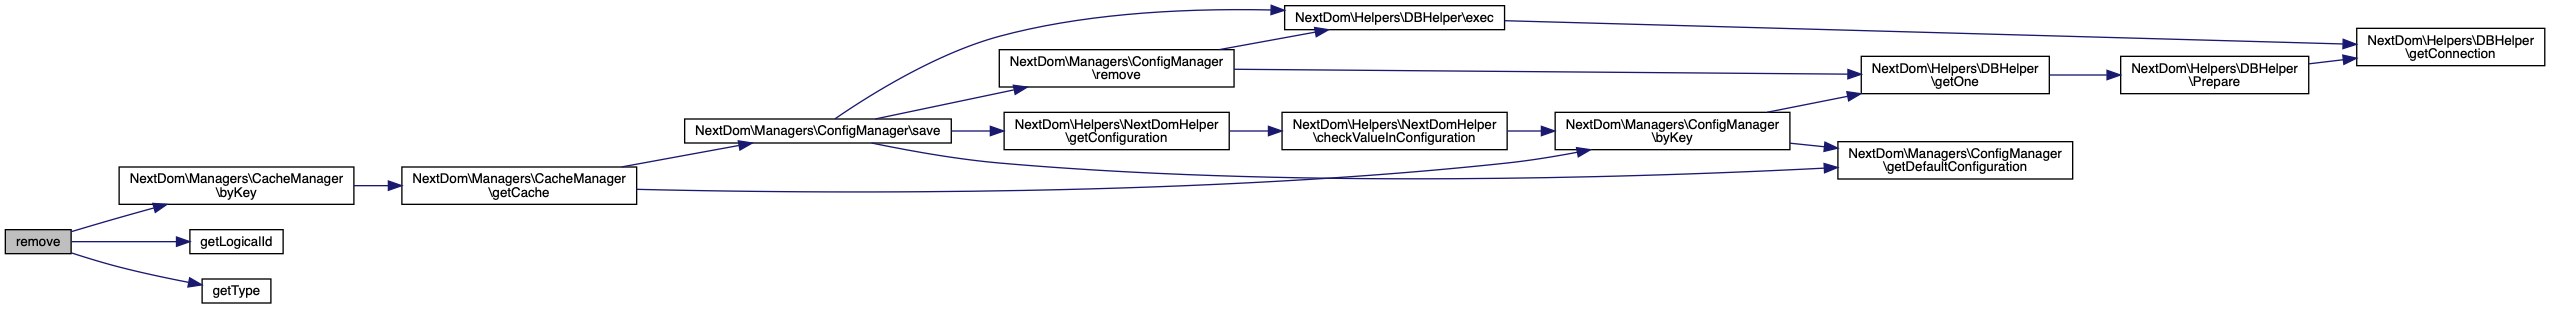 remove
NextDom\Managers\CacheManager
\byKey
getLogicalId
getType
NextDom\Managers\CacheManager
\getCache
NextDom\Managers\ConfigManager\save
NextDom\Helpers\DBHelper\exec
NextDom\Managers\ConfigManager
\remove
NextDom\Helpers\NextDomHelper
\getConfiguration
NextDom\Helpers\NextDomHelper
\checkValueInConfiguration
NextDom\Managers\ConfigManager
\byKey
NextDom\Helpers\DBHelper
\getOne
NextDom\Managers\ConfigManager
\getDefaultConfiguration
NextDom\Helpers\DBHelper
\Prepare
NextDom\Helpers\DBHelper
\getConnection